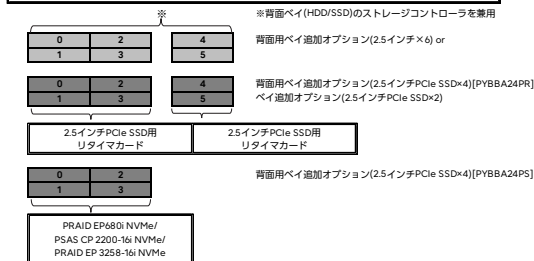 ※ ※背面ベイ(HDD/SSD)のストレージコントローラを兼用
0 2 4 背面用ベイ追加オプション(2.5インチ×6) or
1 3 5
0 2 4 背面用ベイ追加オプション(2.5インチPCIe SSD×4)[PYBBA24PR]
1 3 5 ベイ追加オプション(2.5インチPCIe SSD×2)
2.5インチPCIe SSD用 2.5インチPCIe SSD用
リタイマカード リタイマカード
0 2 背面用ベイ追加オプション(2.5インチPCIe SSD×4)[PYBBA24PS]
1 3
PRAID EP680i NVMe/
PSAS CP 2200-16i NVMe/
PRAID EP 3258-16i NVMe